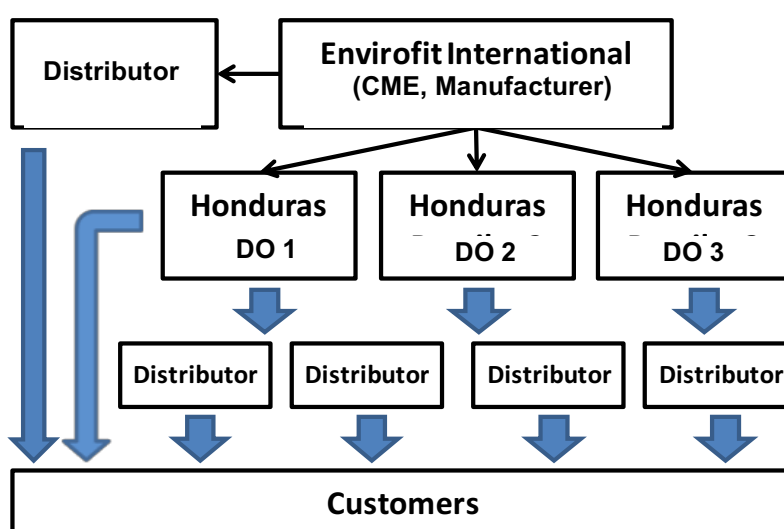 Distributor
Envirofit International
(CME, Manufacturer)
Honduras
DO 1
Honduras
DO 2
Honduras
DO 3
Distributor
Distributor
Distributor
Distributor
Customers